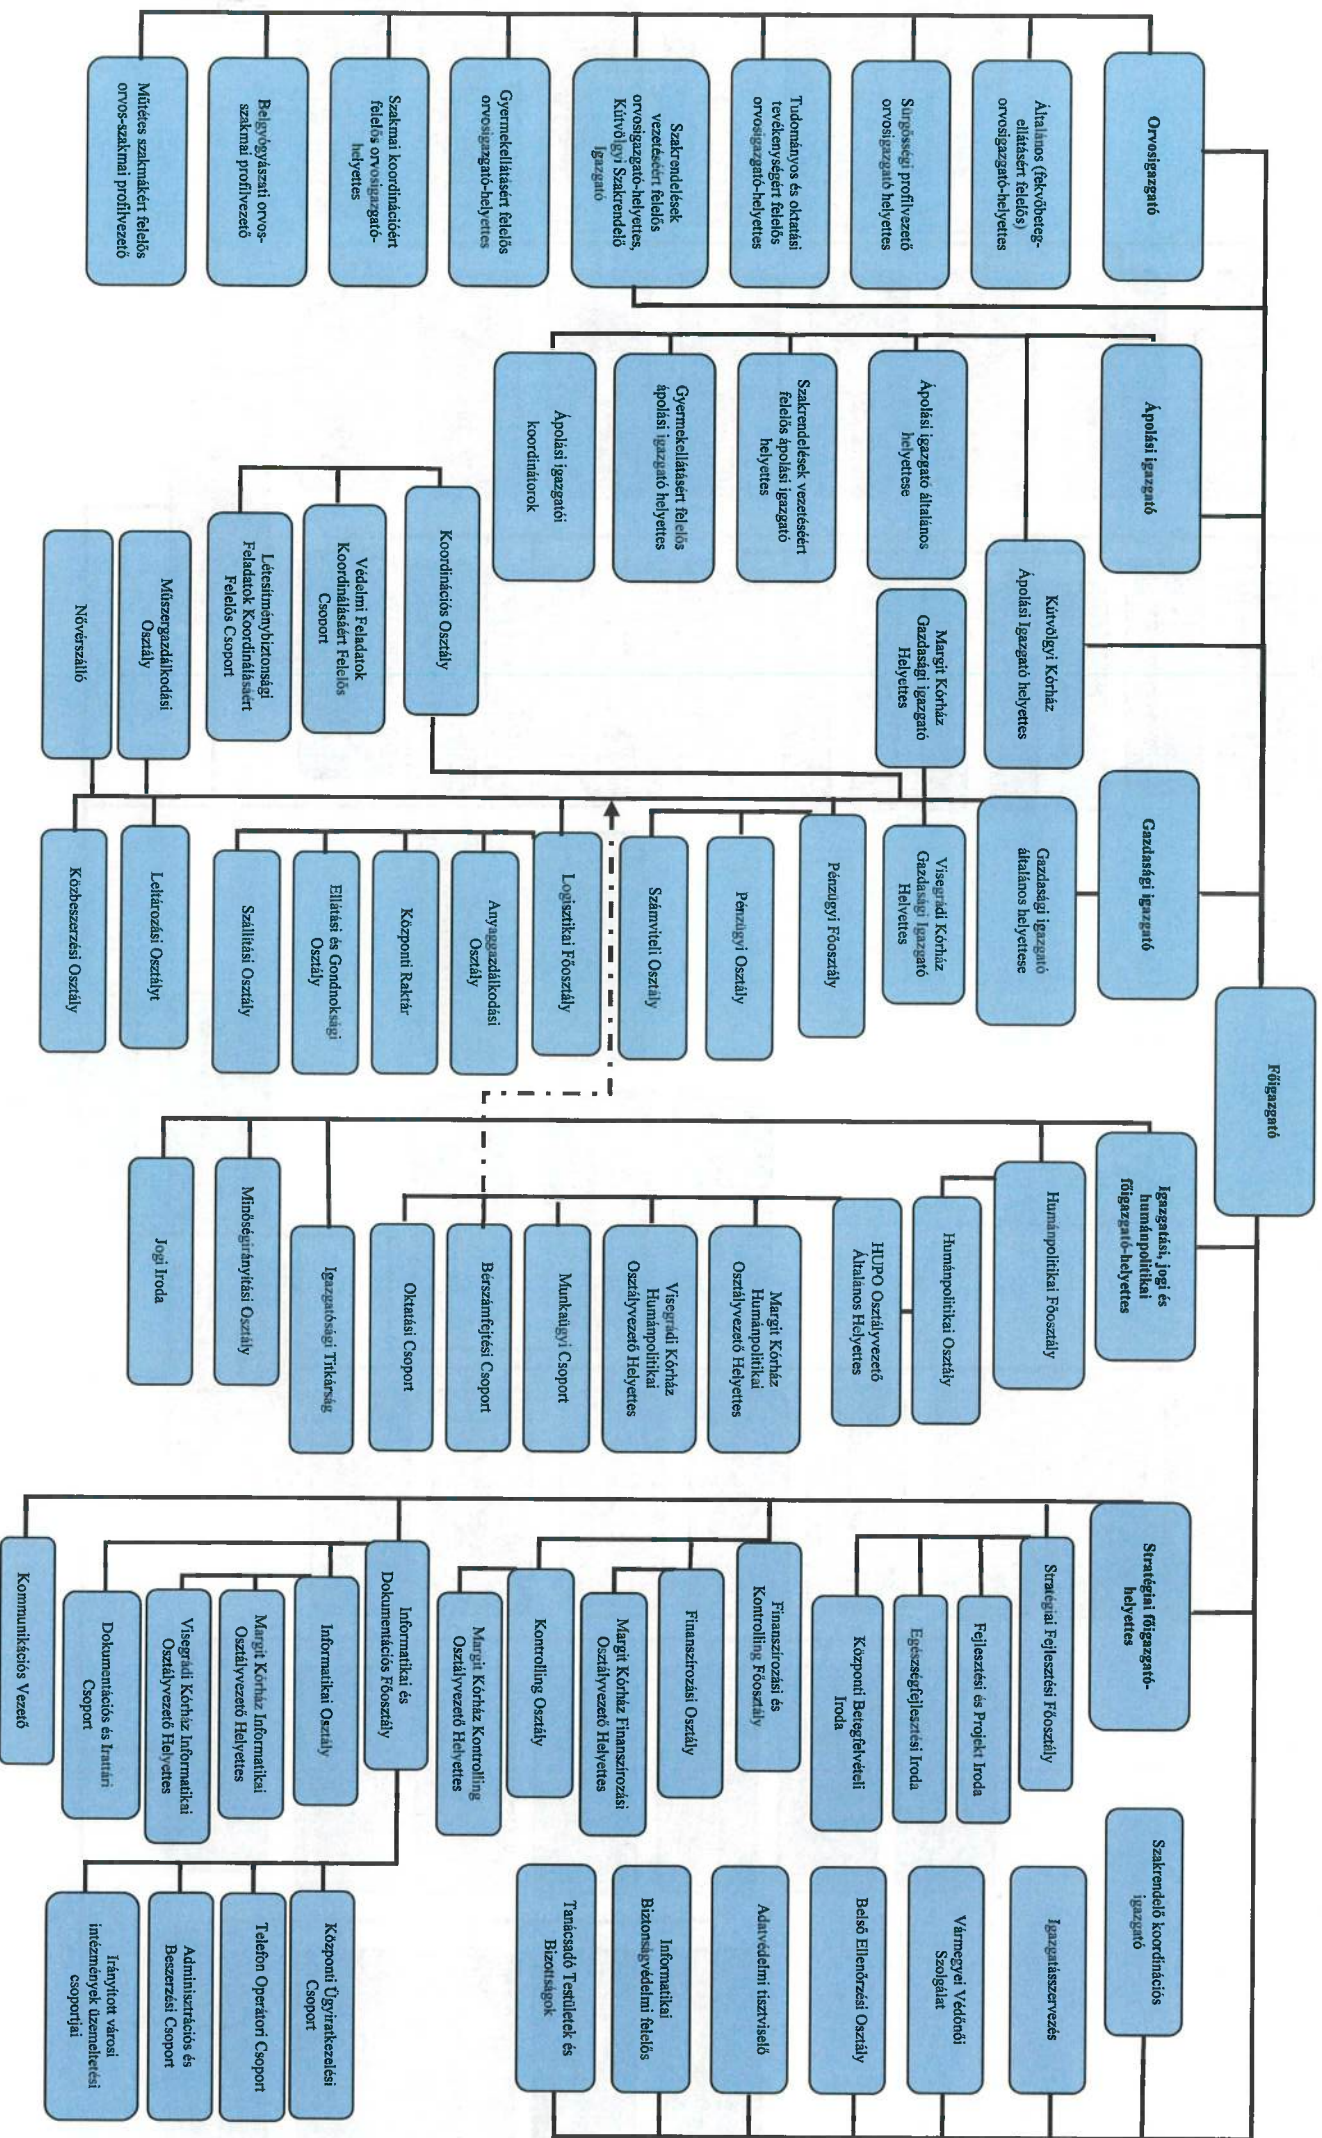 Főigazgató
Orvosigazgató
Általános (fekvőbeteg-
ellátásért felelős)
orvosigazgató-helyettes
Sürgősségi profilvezető
orvosigazgató helyettes
Tudományos és oktatási
tevékenységért felelős
orvosigazgató-helyettes
Szakrendelések
vezetéséért felelős
orvosigazgató-helyettes,
Kútvölgyi Szakrendelő
Igazgató
Gyermekellátásért felelős
orvosigazgató-helyettes
Szakmai koordinációért
felelős orvosigazgató-
helyettes
Belgyógyászati orvos-
szakmai profilvezető
Műtétes szakmákért felelős
orvos-szakmai profilvezető
Ápolási igazgató
Kútvölgyi Kórház
Ápolási Igazgató helyettes
Ápolási igazgató általános
helyettese
Szakrendelések vezetéséért
felelős ápolási igazgató
helyettes
Gyermekellátásért felelős
ápolási igazgató helyettes
Ápolási igazgatói
koordinátorok
Gazdasági igazgató
Gazdasági igazgató
általános helyettese
Margit Kórház
Gazdasági igazgató
Helyettes
Visegrádi Kórház
Gazdasági Igazgató
Helyettes
Koordinációs Osztály
Védelmi Feladatok
Koordinálásáért Felelős
Csoport
Létesítménybiztonsági
Feladatok Koordinálásáért
Felelős Csoport
Műszergazdálkodási
Osztály
Nővérszálló
Pénzügyi Főosztály
Pénzügyi Osztály
Számviteli Osztály
Logisztikai Főosztály
Anyaggazdálkodási
Osztály
Központi Raktár
Ellátási és Gondnoksági
Osztály
Szállítási Osztály
Leltározási Osztályt
Közbeszerzési Osztály
Igazgatási, jogi és
humánpolitikai
főigazgató-helyettes
Humánpolitikai Főosztály
Humánpolitikai Osztály
HUPO Osztályvezető
Általános Helyettes
Margit Kórház
Humánpolitikai
Osztályvezető Helyettes
Visegrádi Kórház
Humánpolitikai
Osztályvezető Helyettes
Munkaügyi Csoport
Bérszámfejtési Csoport
Oktatási Csoport
Igazgatósági Titkárság
Minőségirányítási Osztály
Jogi Iroda
Stratégiai főigazgató-
helyettes
Stratégiai Fejlesztési Főosztály
Fejlesztési és Projekt Iroda
Egészségfejlesztési Iroda
Központi Betegfelvételi
Iroda
Finanszírozási és
Kontrolling Főosztály
Finanszírozási Osztály
Margit Kórház Finanszírozási
Osztályvezető Helyettes
Kontrolling Osztály
Margit Kórház Kontrolling
Osztályvezető Helyettes
Informatikai és
Dokumentációs Főosztály
Informatikai Osztály
Margit Kórház Informatikai
Osztályvezető Helyettes
Visegrádi Kórház Informatikai
Osztályvezető Helyettes
Dokumentációs és Irattári
Csoport
Kommunikációs Vezető
Központi Ügyiratkezelési
Csoport
Telefon Operátori Csoport
Adminisztrációs és
Beszerzési Csoport
Irányított városi
intézmények üzemeltetési
csoportjai
Szakrendelő koordinációs
igazgató
Igazgatásszervezés
Vármegyei Védőnői
Szolgálat
Belső Ellenőrzési Osztály
Adatvédelmi tisztviselő
Informatikai
Biztonságvédelmi felelős
Tanácsadó Testületek és
Bizottságok